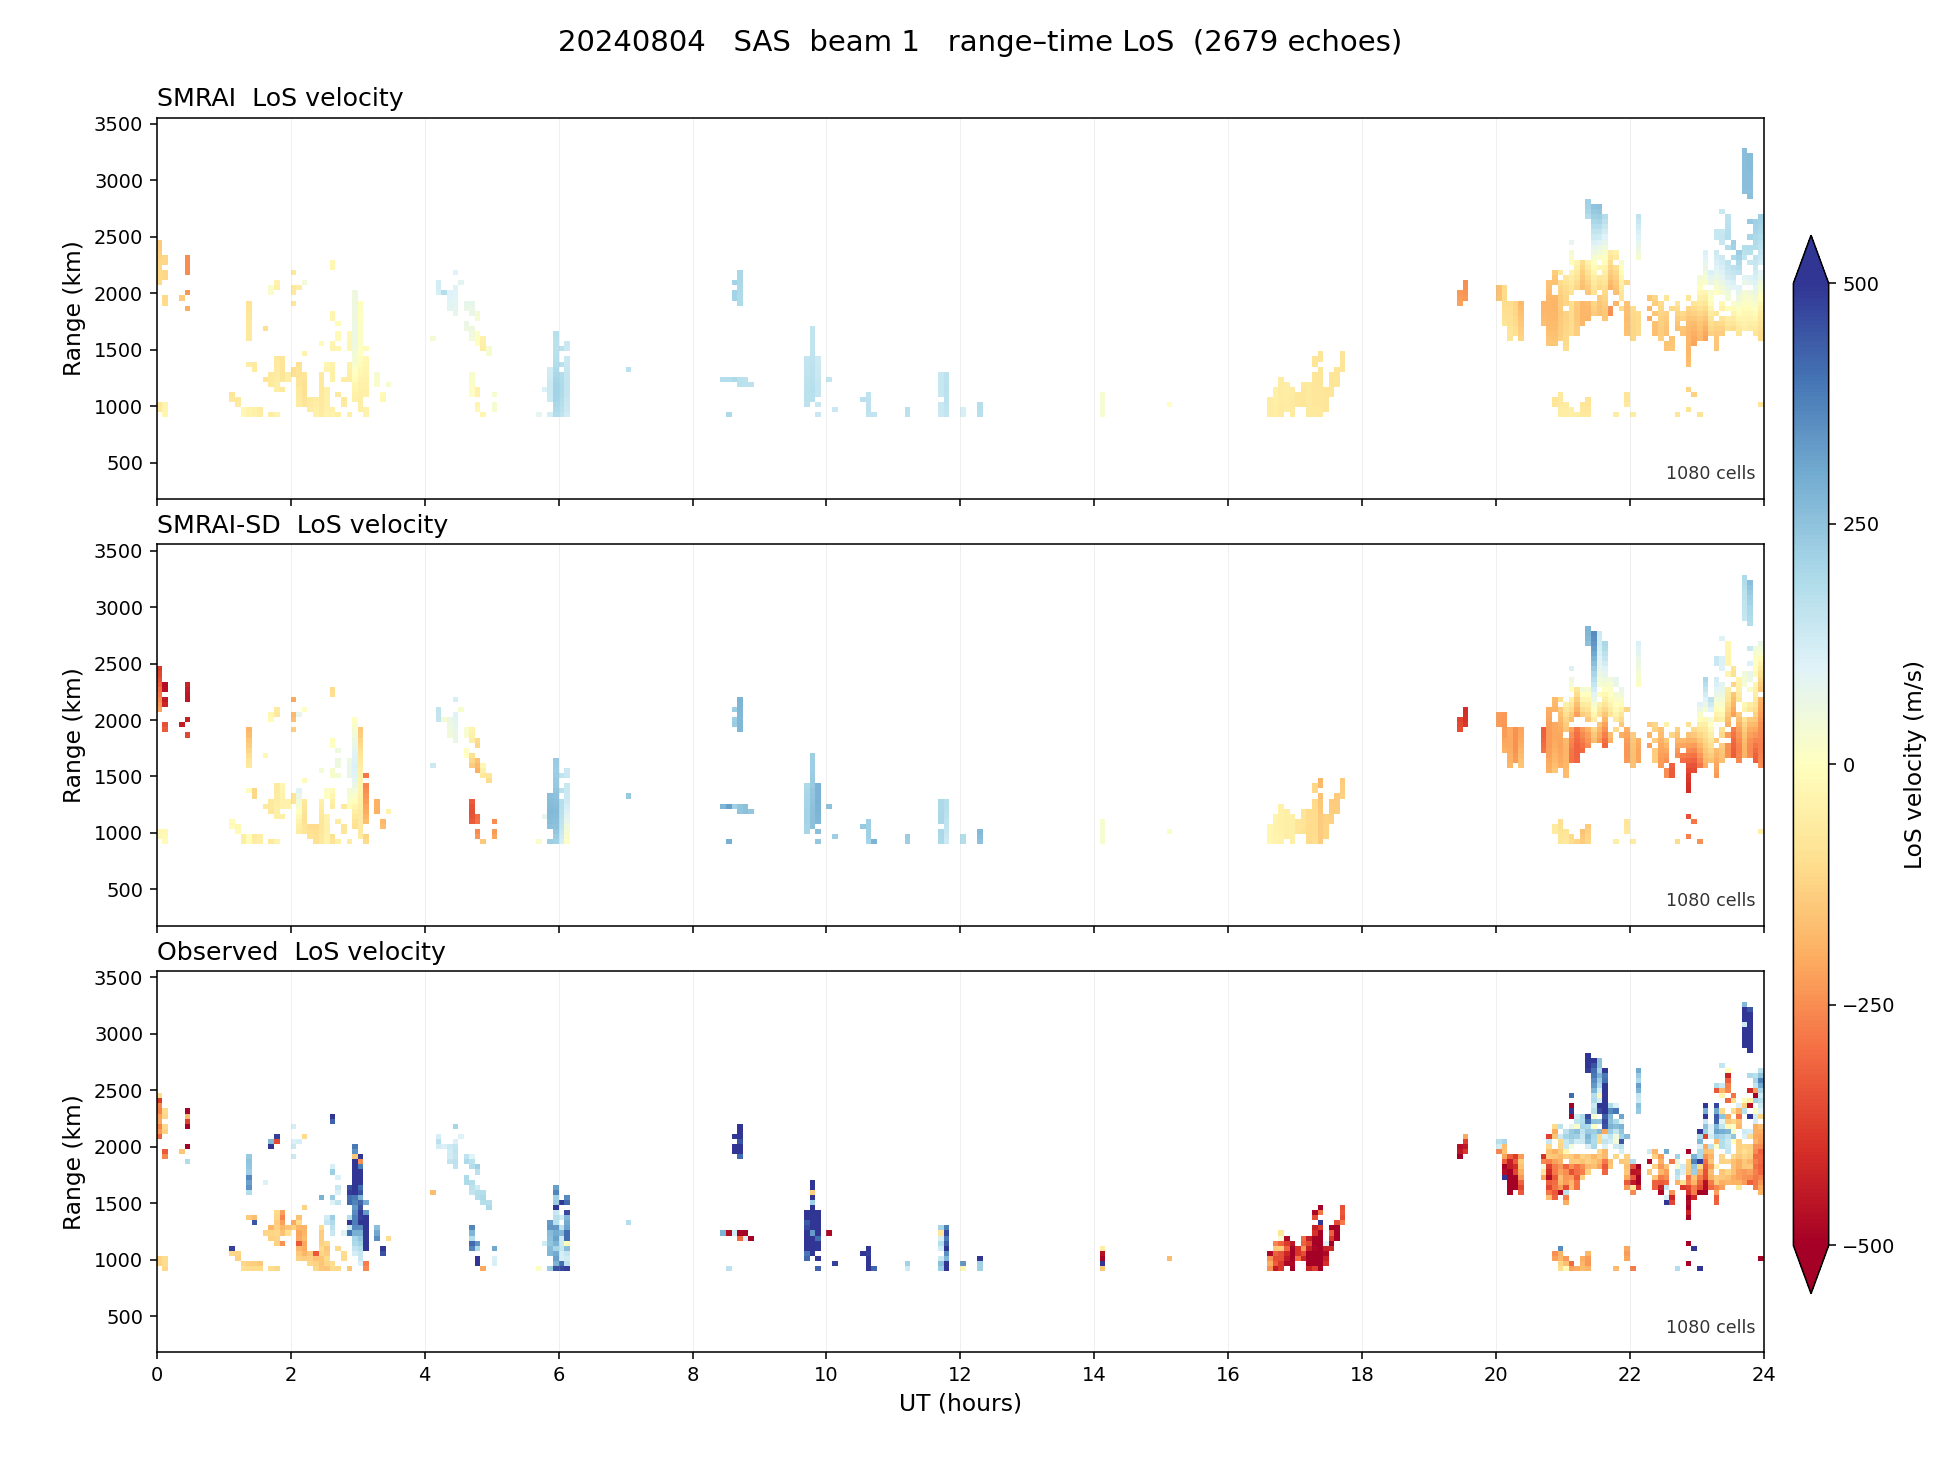 20240804   SAS  beam 1   range–time LoS  (2679 echoes)
SMRAI  LoS velocity
3500
3000
2500
2000
1500
1000
500
Range (km)
1080 cells
SMRAI-SD  LoS velocity
3500
3000
2500
2000
1500
1000
500
Range (km)
1080 cells
Observed  LoS velocity
3500
3000
2500
2000
1500
1000
500
Range (km)
1080 cells
0 2 4 6 8 10 12 14 16 18 20 22 24
UT (hours)
500
250
0
−250
−500
LoS velocity (m/s)